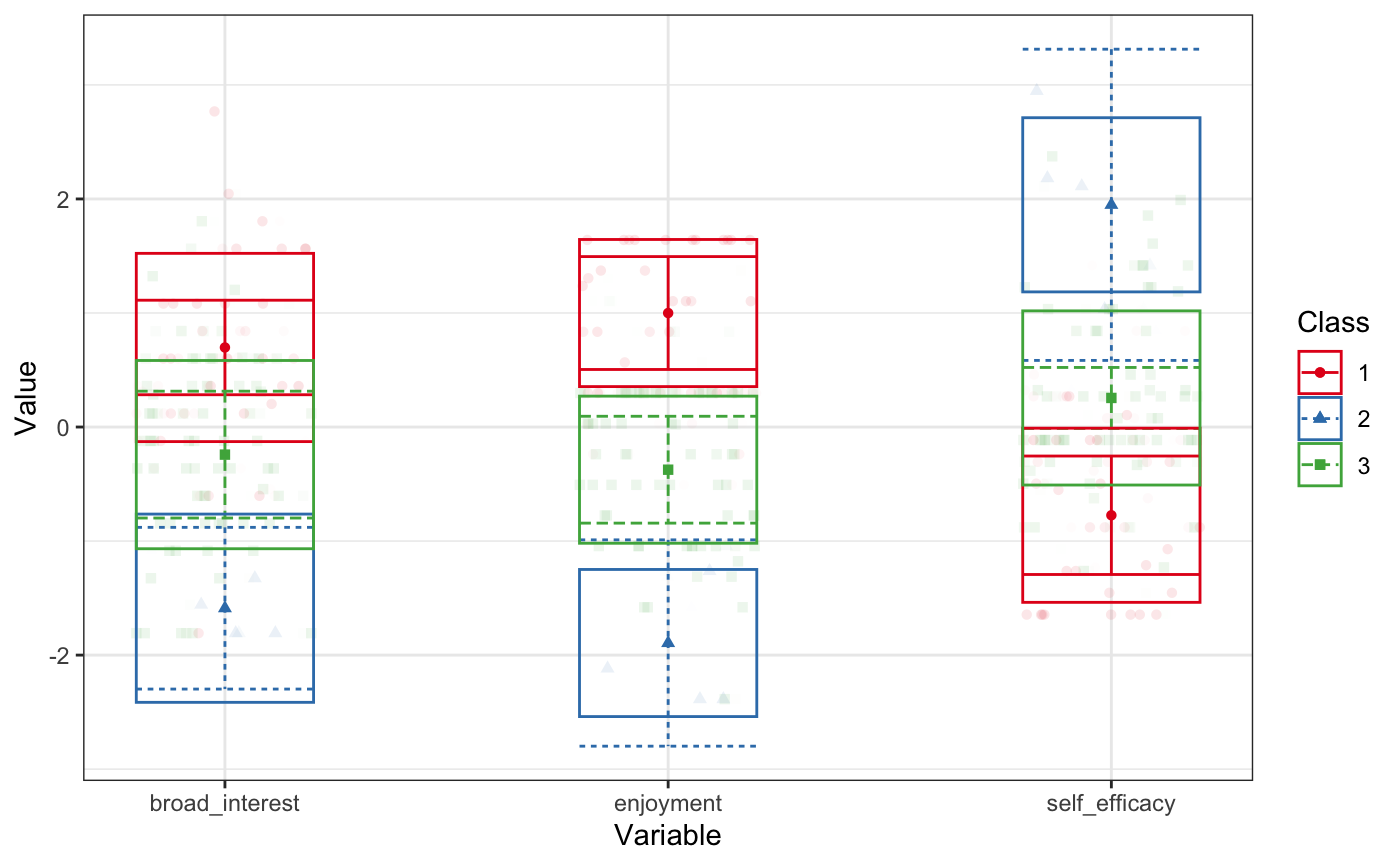 Value
2
0
-2
broad_interest
enjoyment
self_efficacy
Variable
Class
1
2
3